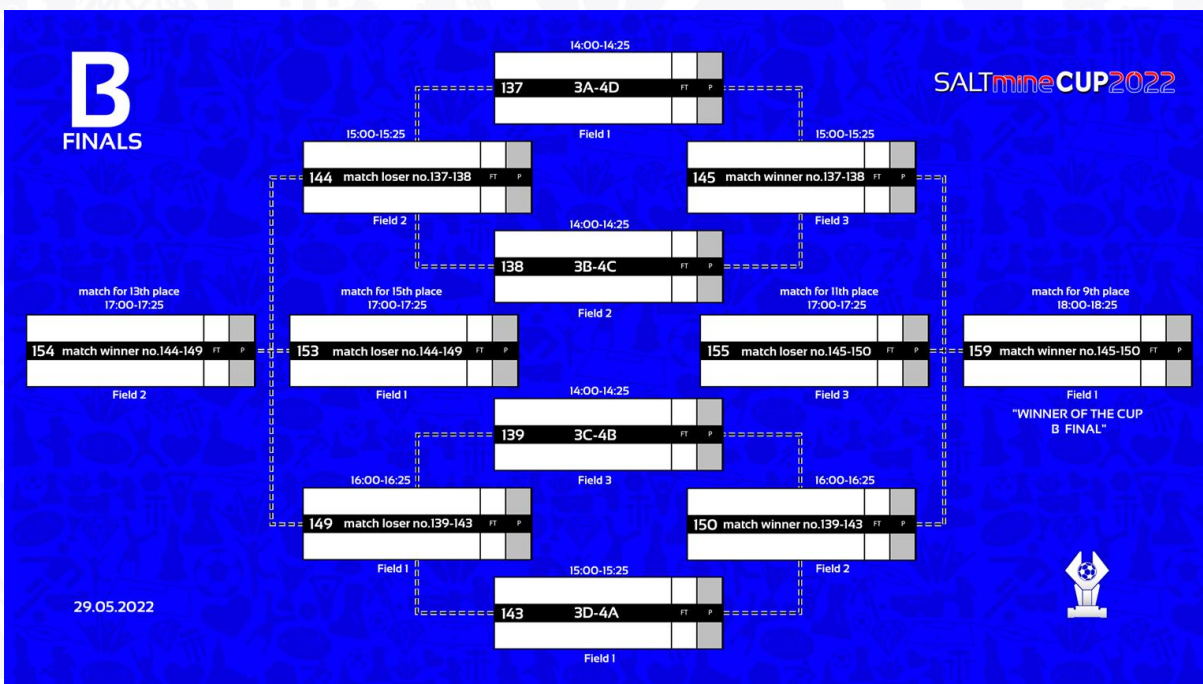 B
FINALS
SALTmineCUP2022
14:00-14:25
137 3A-4D FT P
Field 1
15:00-15:25
144 match loser no.137-138 FT P
Field 2
15:00-15:25
145 match winner no.137-138 FT P
Field 3
14:00-14:25
138 3B-4C FT P
Field 2
match for 13th place
17:00-17:25
154 match winner no.144-149 FT P
Field 2
match for 15th place
17:00-17:25
153 match loser no.144-149 FT P
Field 1
match for 11th place
17:00-17:25
155 match loser no.145-150 FT P
Field 3
match for 9th place
18:00-18:25
159 match winner no.145-150 FT P
Field 1
"WINNER OF THE CUP
B FINAL"
14:00-14:25
139 3C-4B FT P
Field 3
16:00-16:25
149 match loser no.139-143 FT P
Field 1
16:00-16:25
150 match winner no.139-143 FT P
Field 2
15:00-15:25
143 3D-4A FT P
Field 1
29.05.2022